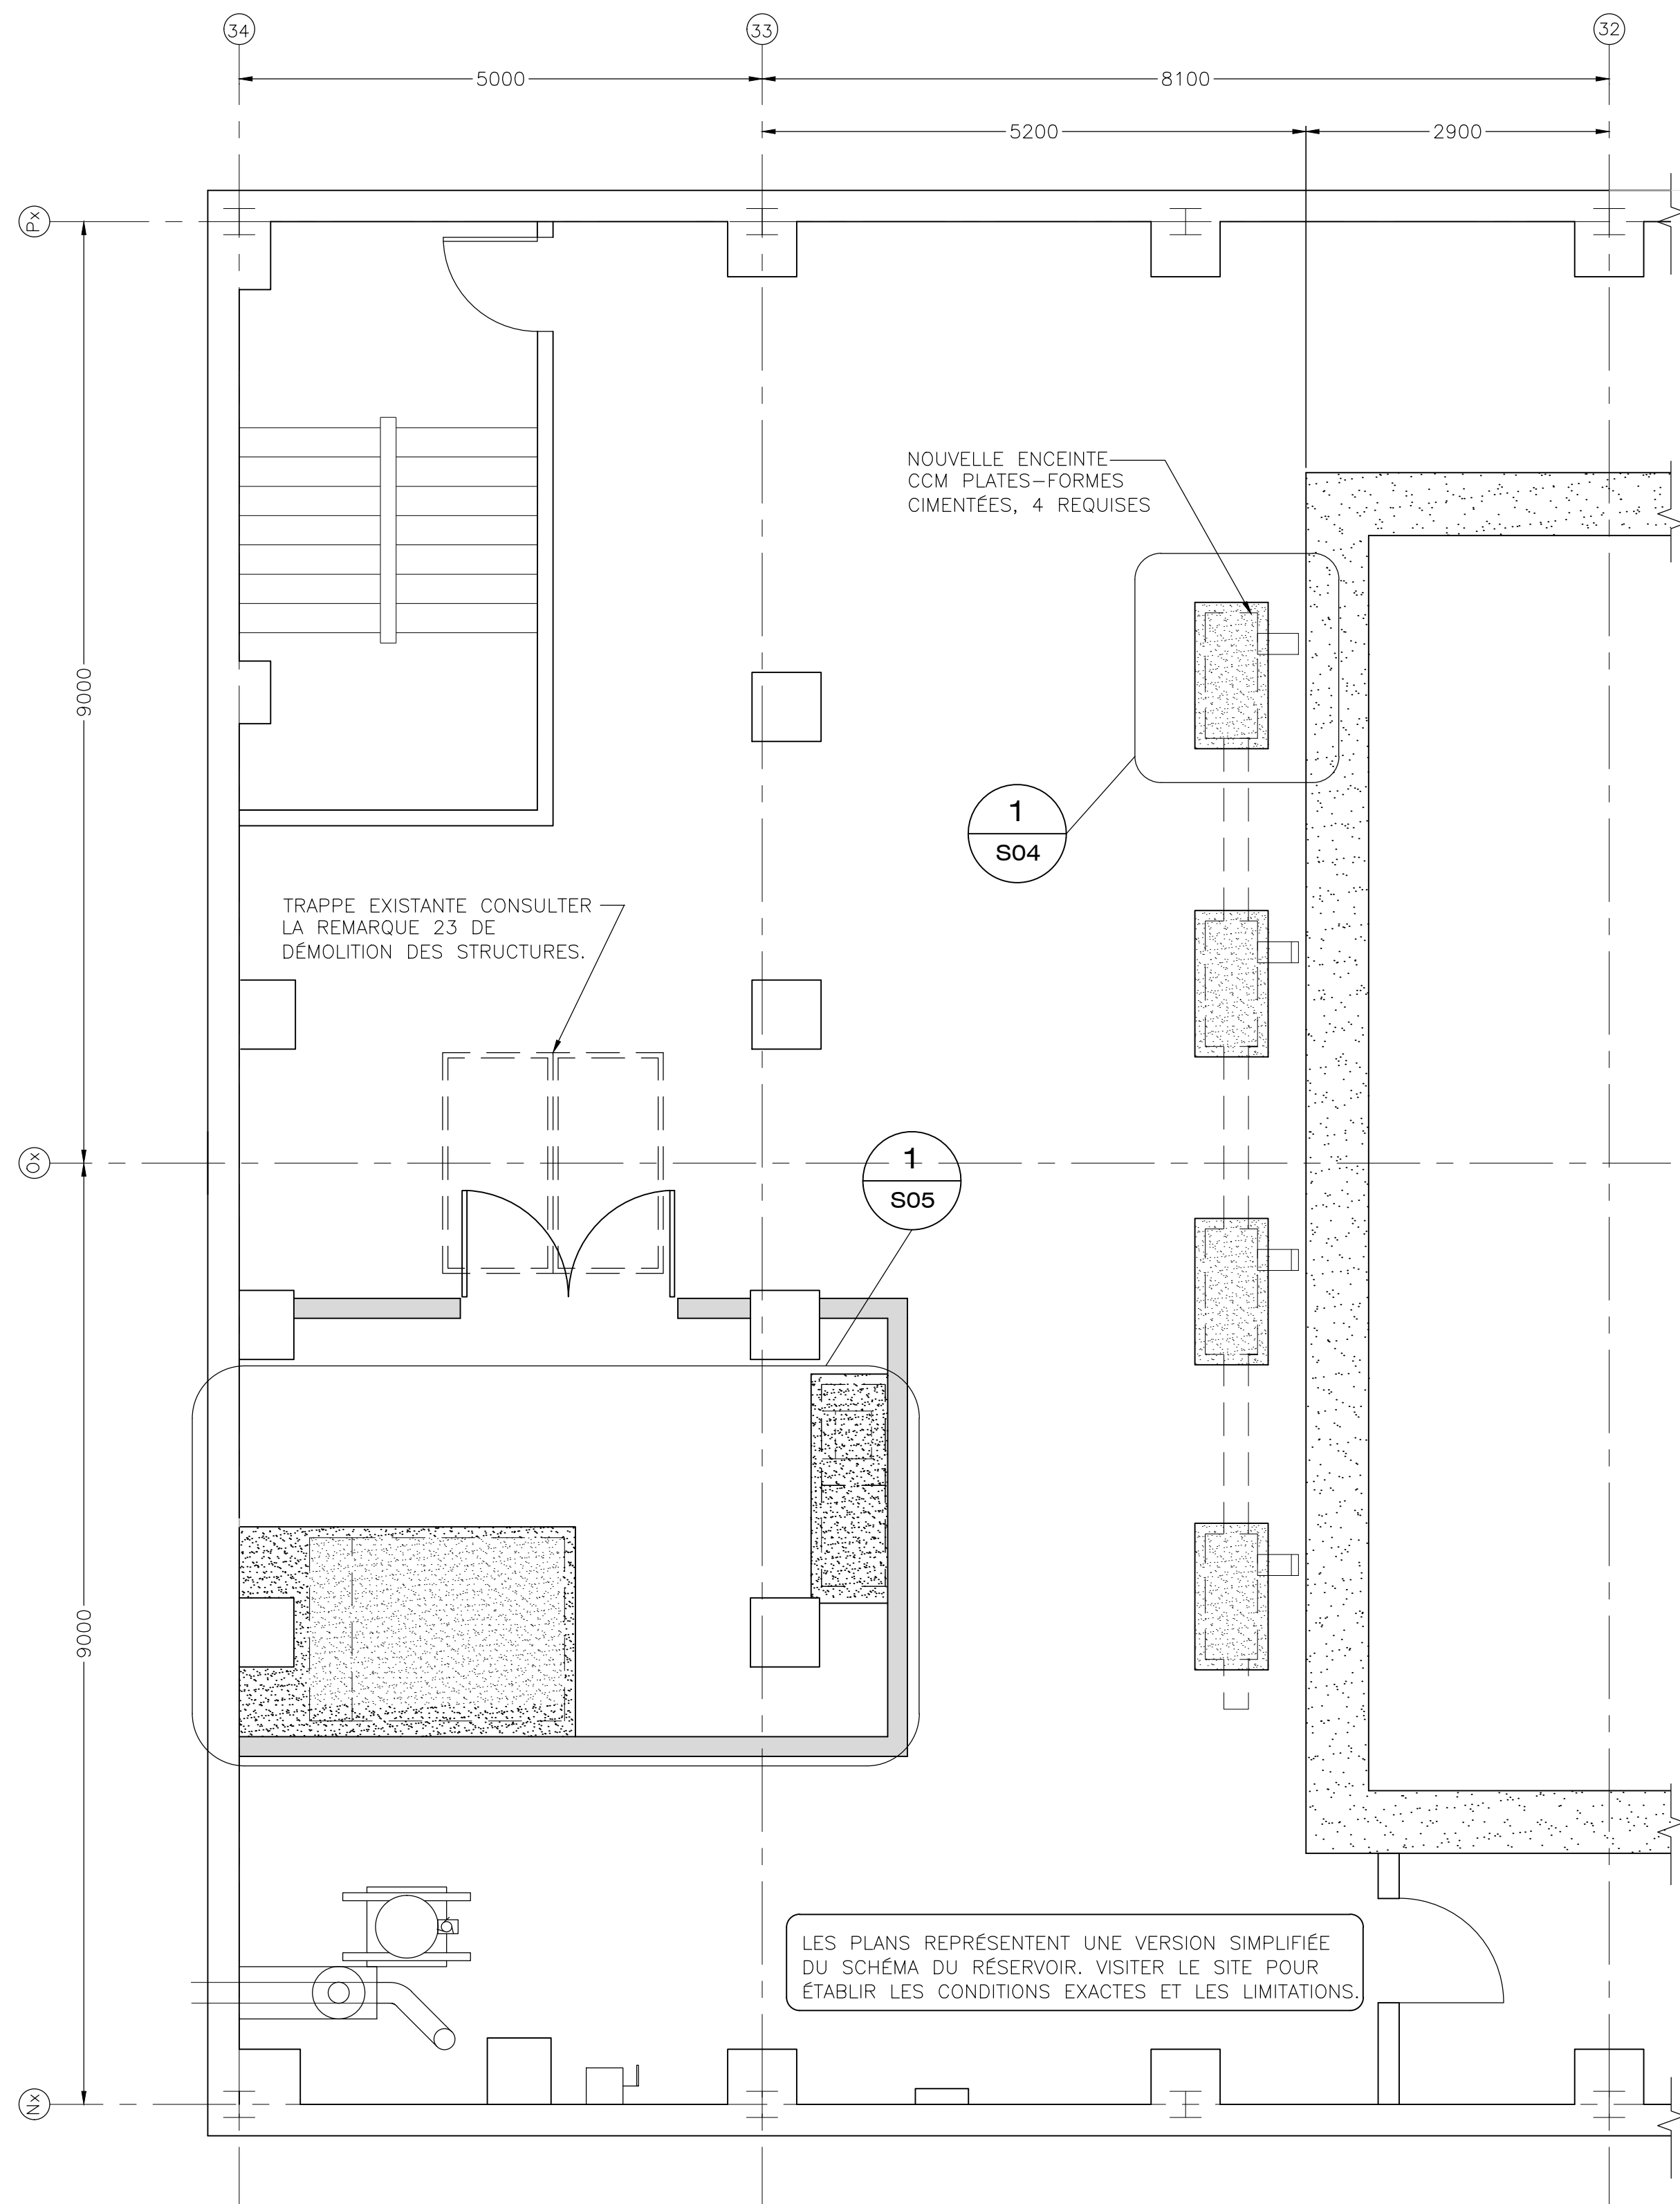 34
33
32
5000
8100
5200
2900
Px
NOUVELLE ENCEINTE
CCM PLATES-FORMES
CIMENTÉES, 4 REQUISES
9000
1
S04
TRAPPE EXISTANTE CONSULTER
LA REMARQUE 23 DE
DÉMOLITION DES STRUCTURES.
Ox
1
S05
9000
LES PLANS REPRÉSENTENT UNE VERSION SIMPLIFIÉE
DU SCHÉMA DU RÉSERVOIR. VISITER LE SITE POUR
ÉTABLIR LES CONDITIONS EXACTES ET LES LIMITATIONS.
Nx